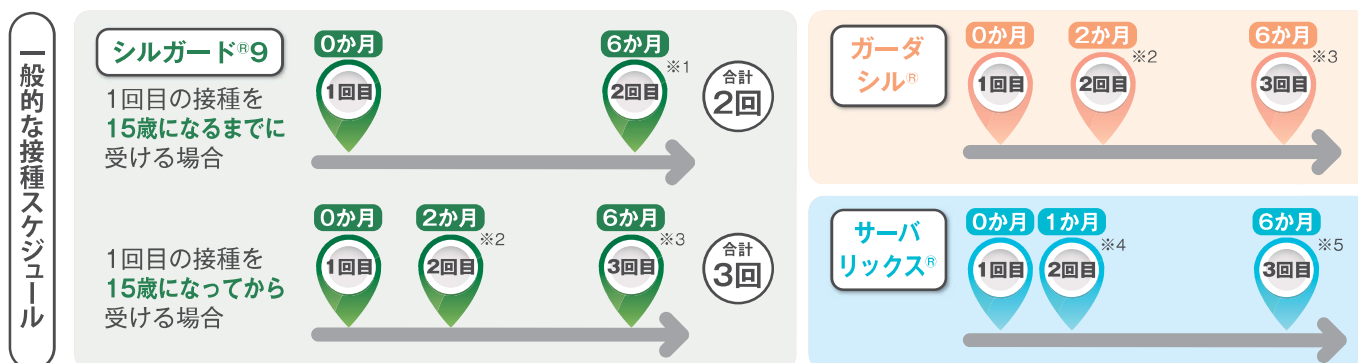 一般的な接種スケジュール
シルガード®9
1回目の接種を
15歳になるまでに
受ける場合
0か月
6か月
1回目
2回目
※1
合計
2回
1回目の接種を
15歳になってから
受ける場合
0か月
2か月
6か月
1回目
2回目
※2
3回目
※3
合計
3回
ガーダ
シル®
0か月
2か月
6か月
1回目
2回目
※2
3回目
※3
サーバ
リックス®
0か月
1か月
6か月
1回目
2回目
※4
3回目
※5